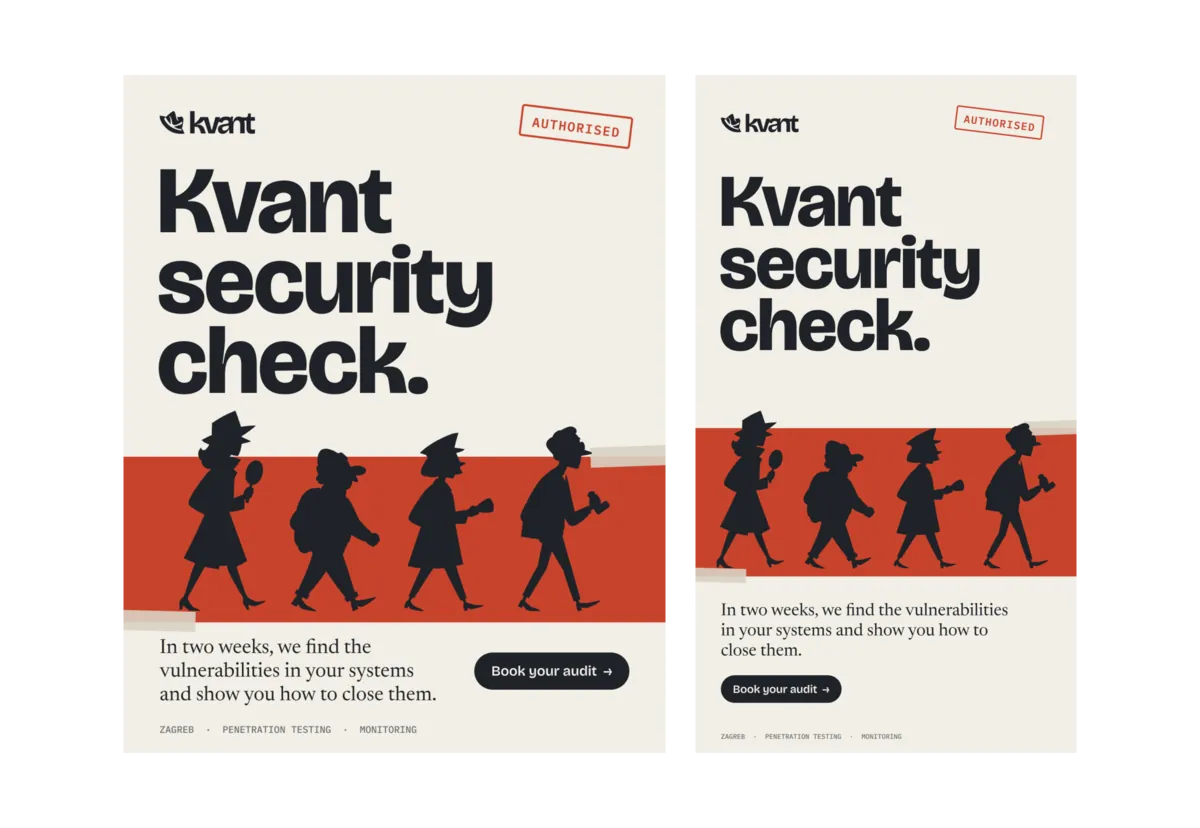 kvant
AUTHORISED
Kvant
security
check.
In two weeks, we find the
vulnerabilities in your systems
and show you how to close them.
Book your audit →
ZAGREB · PENETRATION TESTING · MONITORING
kvant
AUTHORISED
Kvant
security
check.
In two weeks, we find the vulnerabilities
in your systems and show you how to
close them.
Book your audit →
ZAGREB · PENETRATION TESTING · MONITORING